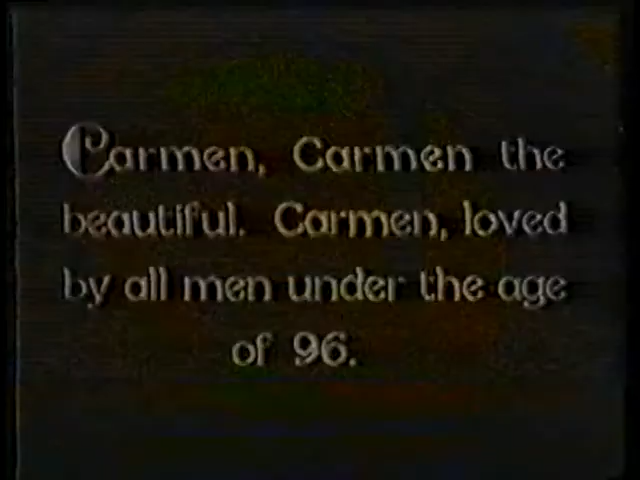 Carmen, Carmen the
beautiful. Carmen, loved
by all men under the age
of 96.